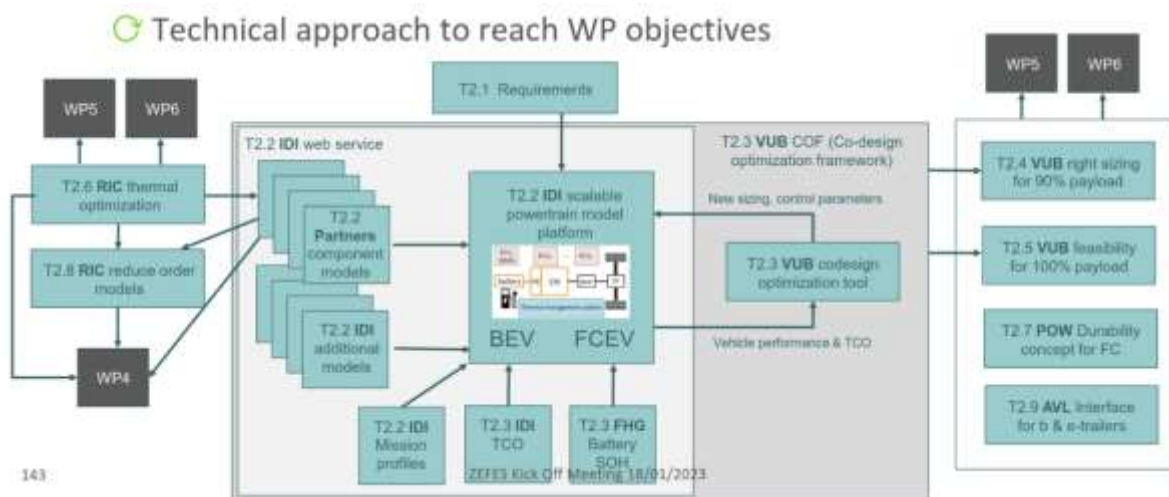 Technical approach to reach WP objectives
WP5
WP6
T2.6 RIC thermal
optimization
T2.8 RIC reduce order
models
WP4
T2.1 Requirements
T2.2 IDI web service
T2.2
Partners
component
models
T2.2 IDI
additional
models
T2.2 IDI scalable
powertrain model
platform
BEV
FCEV
T2.2 IDI
Mission
profiles
T2.3 IDI
TCO
T2.3 FHG
Battery
SOH
T2.3 VUB COF (Co-design
optimization framework)
New sizing, control parameters
T2.3 VUB codesign
optimization tool
Vehicle performance & TCO
WP5
WP6
T2.4 VUB right sizing
for 90% payload
T2.5 VUB feasibility
for 100% payload
T2.7 POW Durability
concept for FC
T2.9 AVL Interface
for b & e-trailers
143
ZEFES Kick Off Meeting 18/01/2023